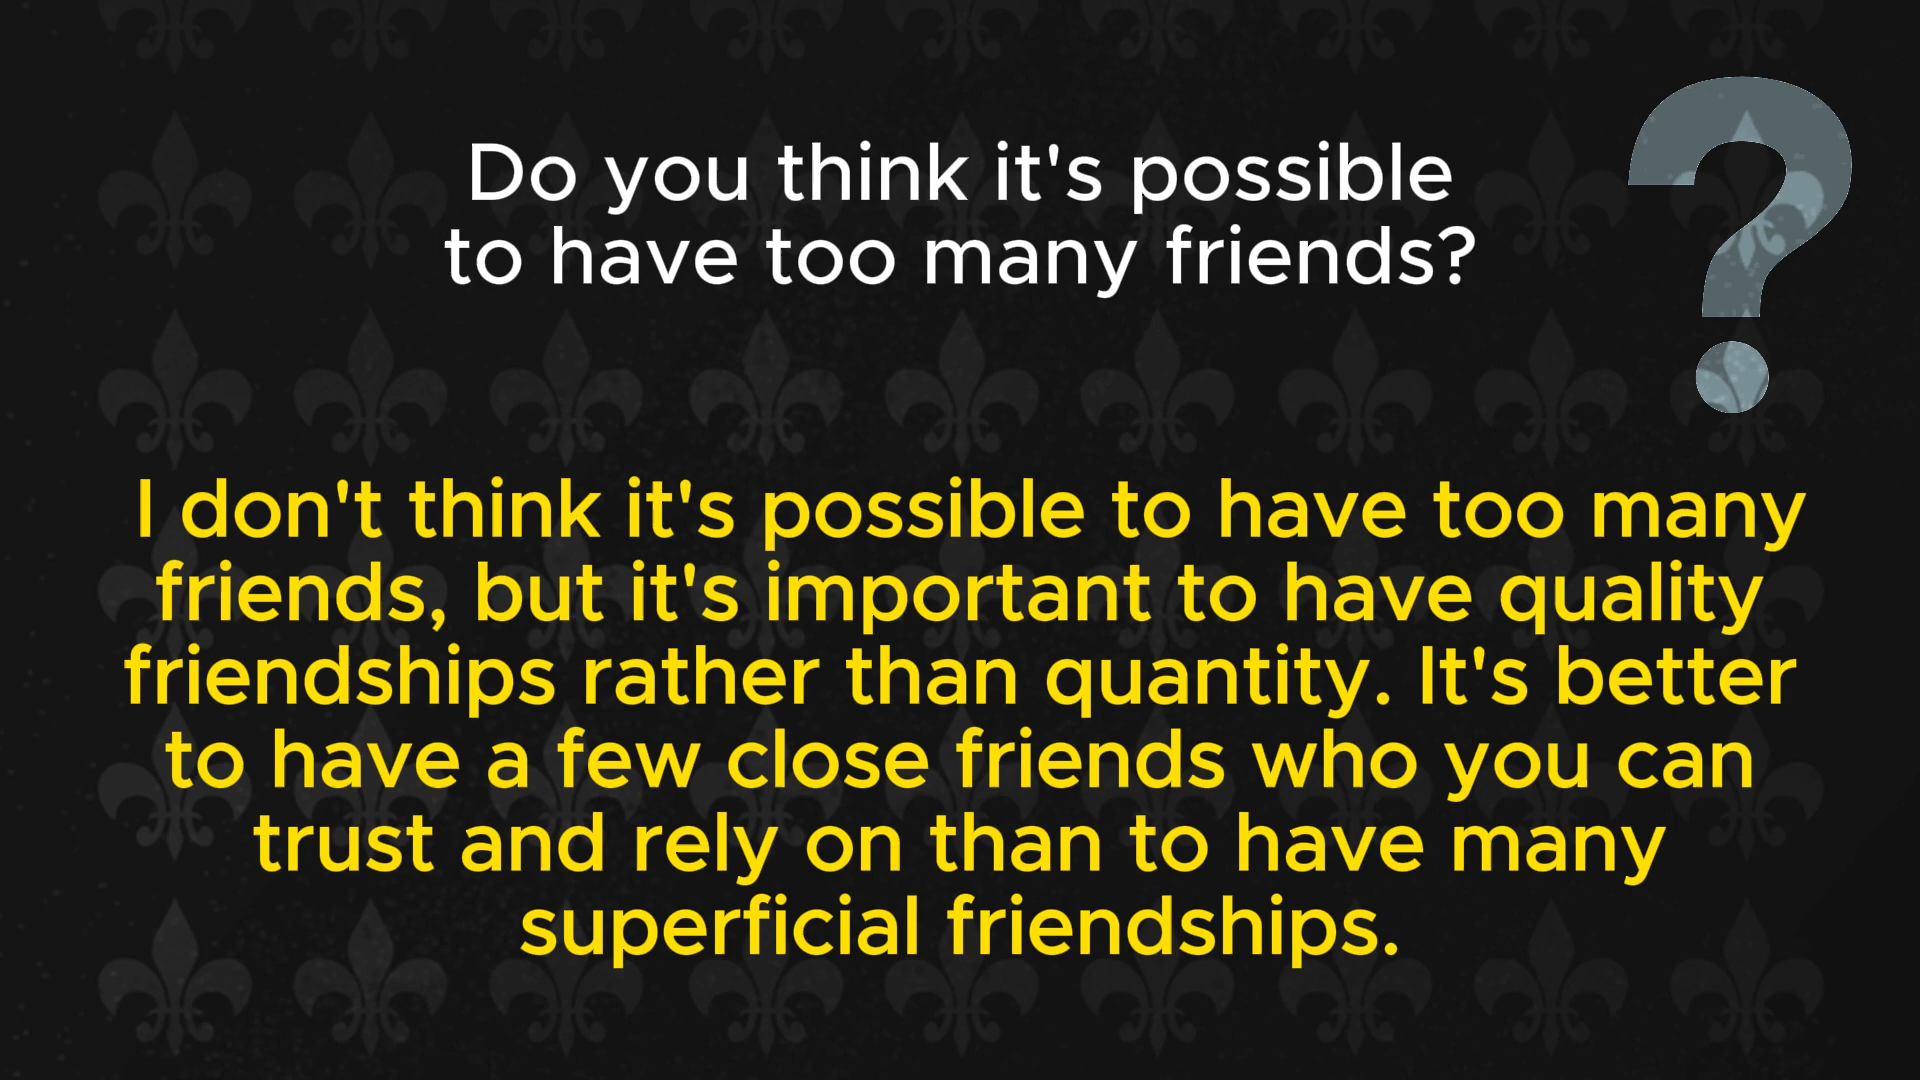 Do you think it's possible
to have too many friends?
?
I don't think it's possible to have too many
friends, but it's important to have quality
friendships rather than quantity. It's better
to have a few close friends who you can
trust and rely on than to have many
superficial friendships.